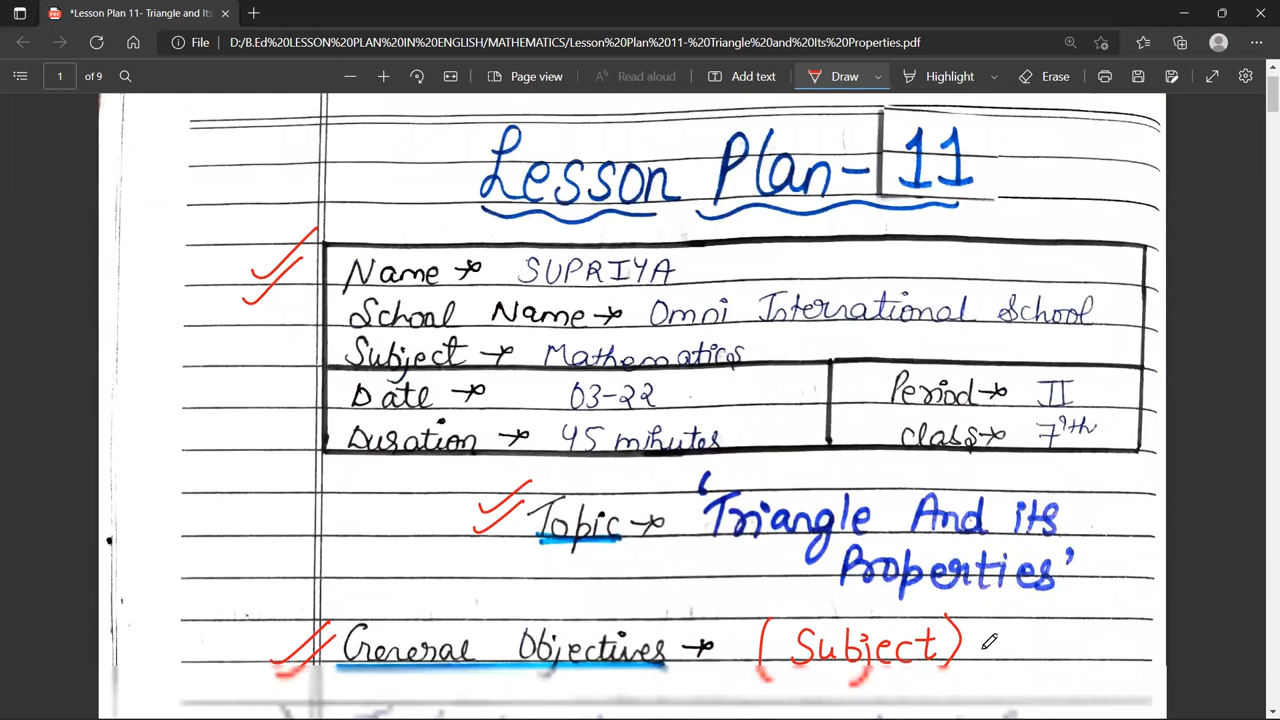 *Lesson Plan 11- Triangle and Its
File D:/B.Ed%20LESSON%20PLAN%20IN%20ENGLISH/MATHEMATICS/Lesson%20Plan%2011-%20Triangle%20and%20Its%20Properties.pdf
1 of 9 Page view Read aloud Add text Draw Highlight Erase
Lesson Plan-11
Name → SUPRIYA
School Name → Omni International School
Subject → Mathematics
Date → 03-22 Period → II
Duration → 45 minutes Class → 7th
Topic → 'Triangle And its
Properties'
General Objectives → (Subject)